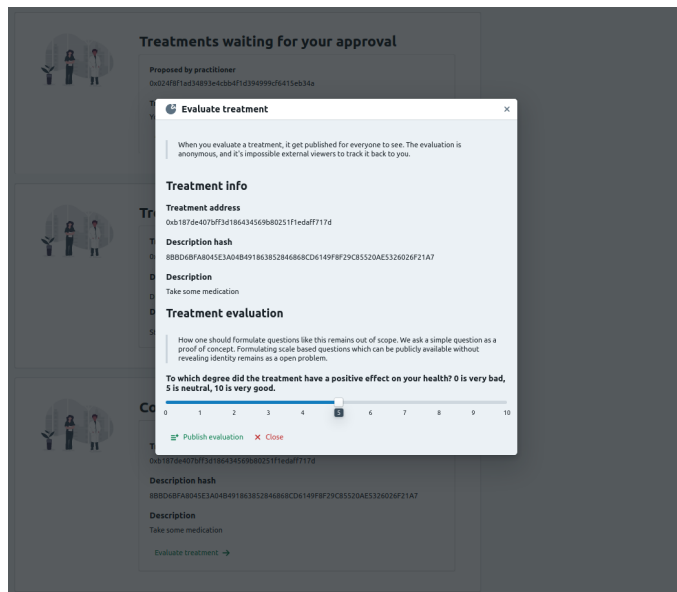 Treatments waiting for your approval
Proposed by practitioner
0x024f8f1ad34893e4cbb4f1d394999cf6415eb34a
Evaluate treatment ×
When you evaluate a treatment, it get published for everyone to see. The evaluation is
anonymous, and it's impossible external viewers to track it back to you.
Treatment info
Treatment address
0xb187de407bff3d186434569b80251f1edaff717d
Description hash
8BBD6BFA8045E3A04B491863852846868CD6149F8F29C85520AE5326026F21A7
Description
Take some medication
Treatment evaluation
How one should formulate questions like this remains out of scope. We ask a simple question as a
proof of concept. Formulating scale based questions which can be publicly available without
revealing identity remains as a open problem.
To which degree did the treatment have a positive effect on your health? 0 is very bad,
5 is neutral, 10 is very good.
0 1 2 3 4 5 6 7 8 9 10
Publish evaluation × Close
0xb187de407bff3d186434569b80251f1edaff717d
Description hash
8BBD6BFA8045E3A04B491863852846868CD6149F8F29C85520AE5326026F21A7
Description
Take some medication
Evaluate treatment →